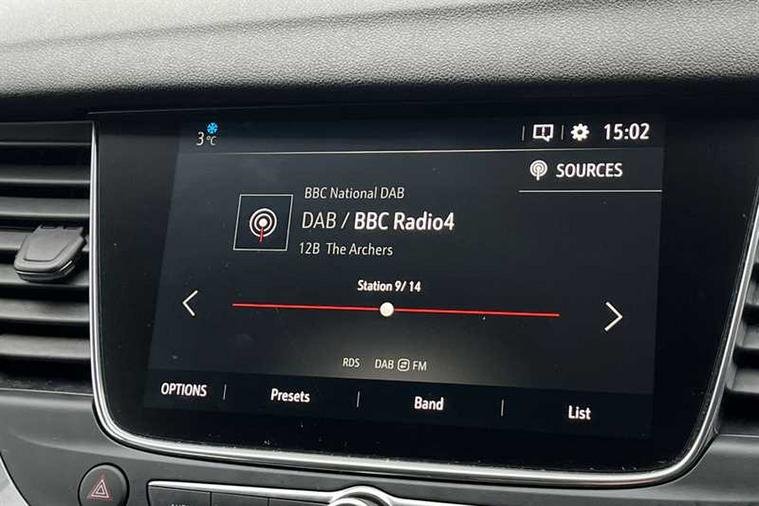 3°C
15:02
SOURCES
BBC National DAB
DAB / BBC Radio4
12B The Archers
Station 9/ 14
RDS DAB FM
OPTIONS Presets Band List